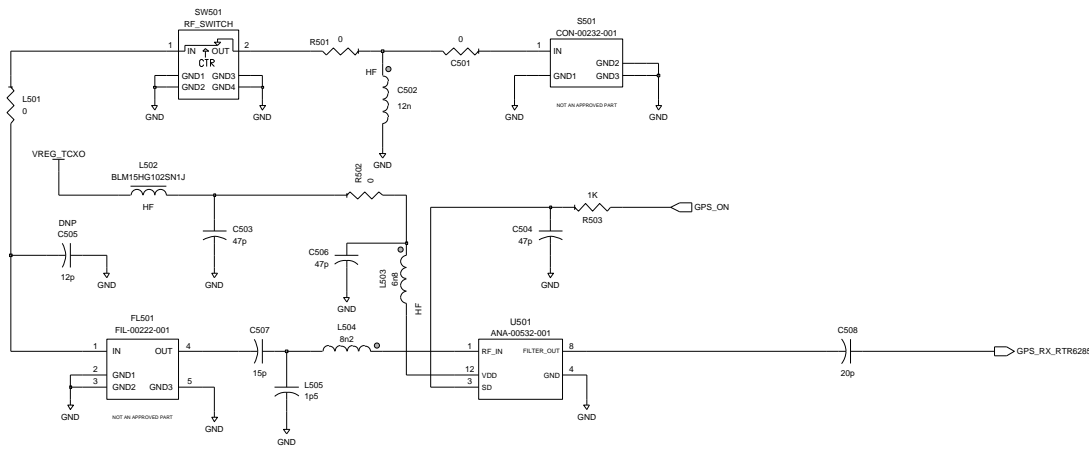 SW501
RF_SWITCH
1
IN
OUT
2
CTR
GND1
GND2
GND3
GND4
GND
GND
R501
0
0
C501
HF
C502
12n
GND
S501
CON-00232-001
1
IN
GND1
GND2
GND3
GND
GND
NOT AN APPROVED PART
L501
0
VREG_TCXO
L502
BLM15HG102SN1J
HF
R502
0
C503
47p
GND
DNP
C505
12p
GND
C506
47p
GND
L503
6n8
HF
1K
R503
GPS_ON
C504
47p
GND
FL501
FIL-00222-001
1
IN
OUT
4
2
GND1
3
GND2
GND3
5
GND
GND
NOT AN APPROVED PART
C507
15p
L504
8n2
L505
1p5
GND
U501
ANA-00532-001
1
RF_IN
FILTER_OUT
8
12
VDD
GND
4
3
SD
GND
C508
20p
GPS_RX_RTR6285